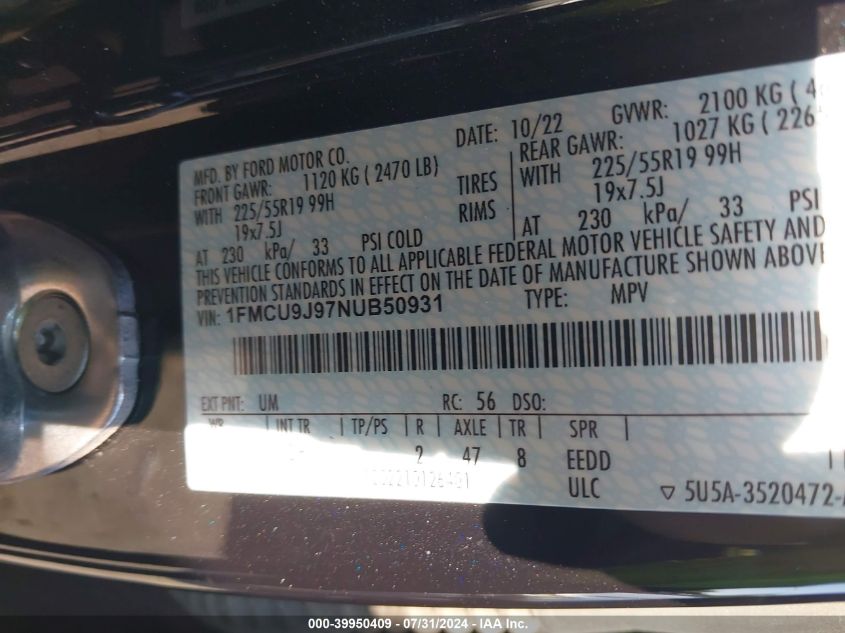 MFD. BY FORD MOTOR CO. DATE: 10/22 GVWR: 2100 KG (
FRONT GAWR: 1120 KG ( 2470 LB) REAR GAWR: 1027 KG (
WITH 225/55R19 99H TIRES WITH 225/55R19 99H
19x7.5J RIMS 19x7.5J
AT 230 kPa/ 33 PSI COLD AT 230 kPa/ 33 PSI
THIS VEHICLE CONFORMS TO ALL APPLICABLE FEDERAL MOTOR VEHICLE SAFETY AND
PREVENTION STANDARDS IN EFFECT ON THE DATE OF MANUFACTURE SHOWN
VIN: 1FMCU9J97NUB50931 TYPE: MPV
EXT PNT: UM RC: 56 DSO:
WB INT TR TP/PS R AXLE TR SPR
2 47 8 EEDD
ULC ▽ 5U5A-3520472-
000-39950409 - 07/31/2024 - IAA Inc.